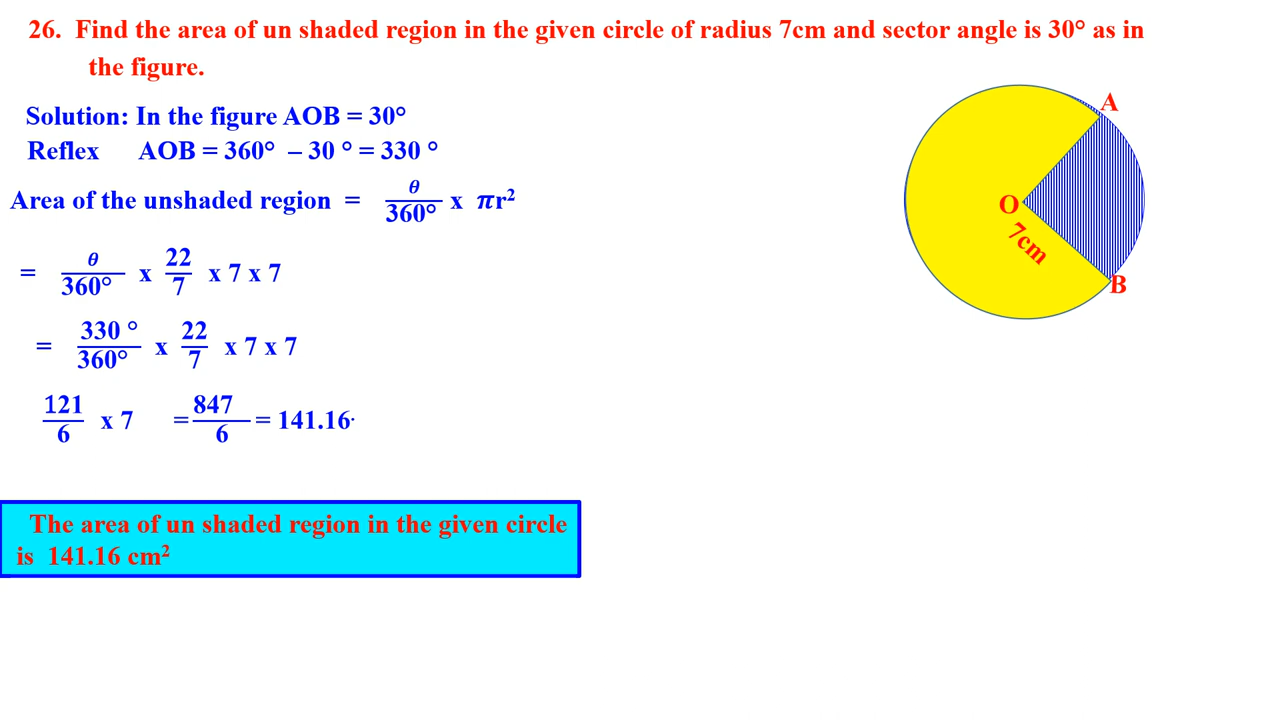 26. Find the area of un shaded region in the given circle of radius 7cm and sector angle is 30° as in
the figure.
Solution: In the figure AOB = 30°
Reflex AOB = 360° – 30 ° = 330 °
Area of the unshaded region = θ/360° x πr²
= θ/360° x 22/7 x 7 x 7
= 330 °/360° x 22/7 x 7 x 7
121/6 x 7 = 847/6 = 141.16
The area of un shaded region in the given circle
is 141.16 cm²
A
O
7cm
B